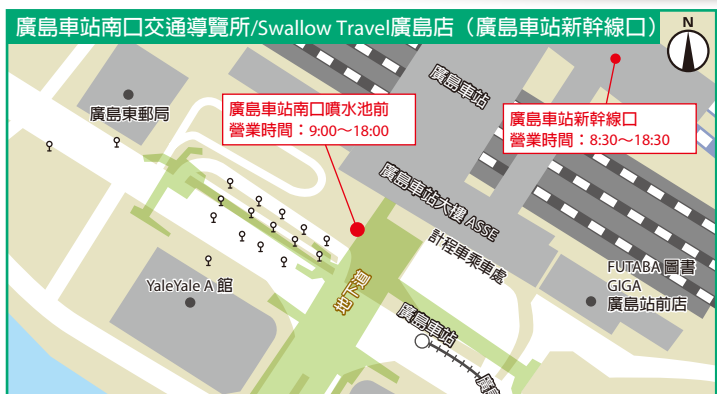 廣島車站南口交通導覽所/Swallow Travel廣島店（廣島車站新幹線口）
N
廣島車站
廣島東郵局
廣島車站南口噴水池前
營業時間：9:00～18:00
廣島車站新幹線口
營業時間：8:30～18:30
廣島車站大樓 ASSE
計程車乘車處
FUTABA 圖書
GIGA
廣島站前店
YaleYale A 館
地下道
廣島車站
廣島